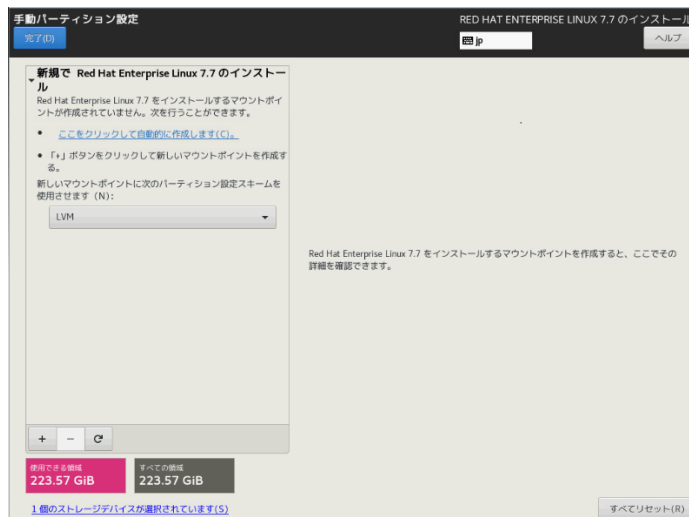 手動パーティション設定
RED HAT ENTERPRISE LINUX 7.7 のインストール
完了(D)
jp
ヘルプ
新規で Red Hat Enterprise Linux 7.7 のインストー
ル
Red Hat Enterprise Linux 7.7 をインストールするマウントポイ
ントが作成されていません。次を行うことができます。
• ここをクリックして自動的に作成します(C)。
• 「+」ボタンをクリックして新しいマウントポイントを作成す
る。
新しいマウントポイントに次のパーティション設定スキームを
使用させます (N):
LVM
Red Hat Enterprise Linux 7.7 をインストールするマウントポイントを作成すると、ここでその
詳細を確認できます。
+ −
使用できる領域
223.57 GiB
すべての領域
223.57 GiB
1 個のストレージデバイスが選択されています(S)
すべてリセット(R)